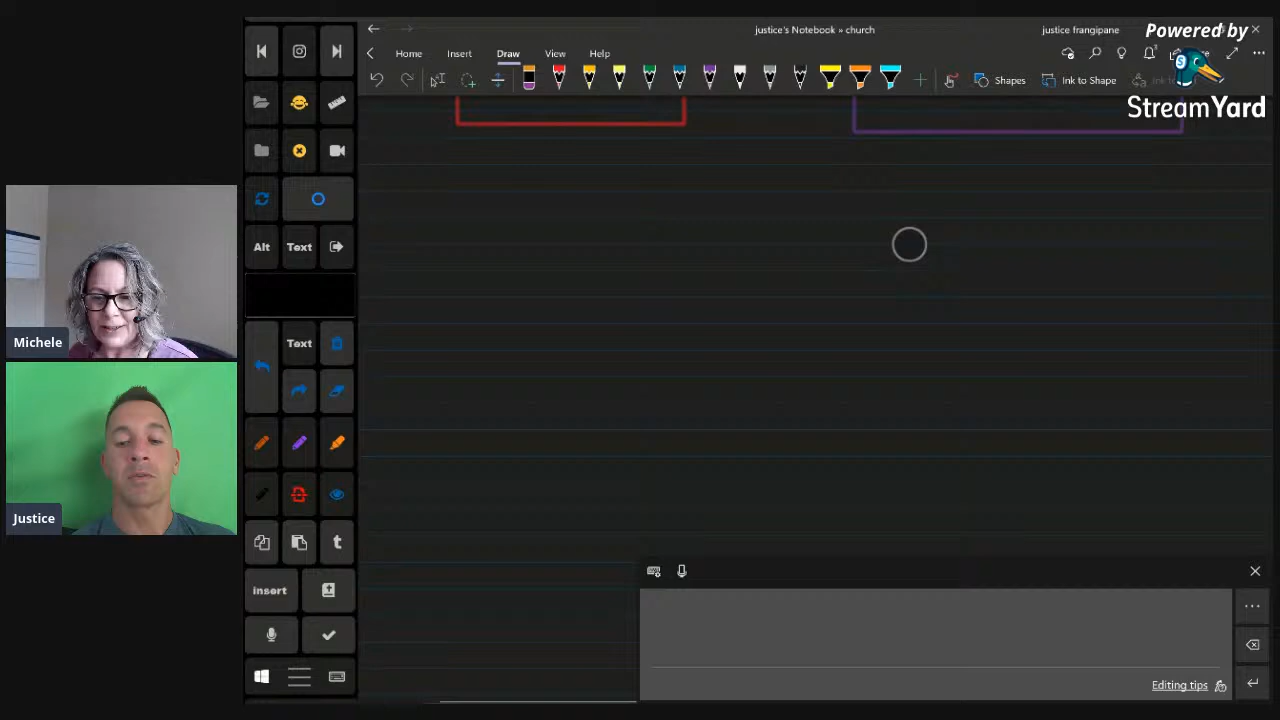 justice's Notebook » church
justice frangipane
Powered by
StreamYard
Home
Insert
Draw
View
Help
Shapes
Ink to Shape
Alt
Text
Text
insert
t
Michele
Justice
Editing tips